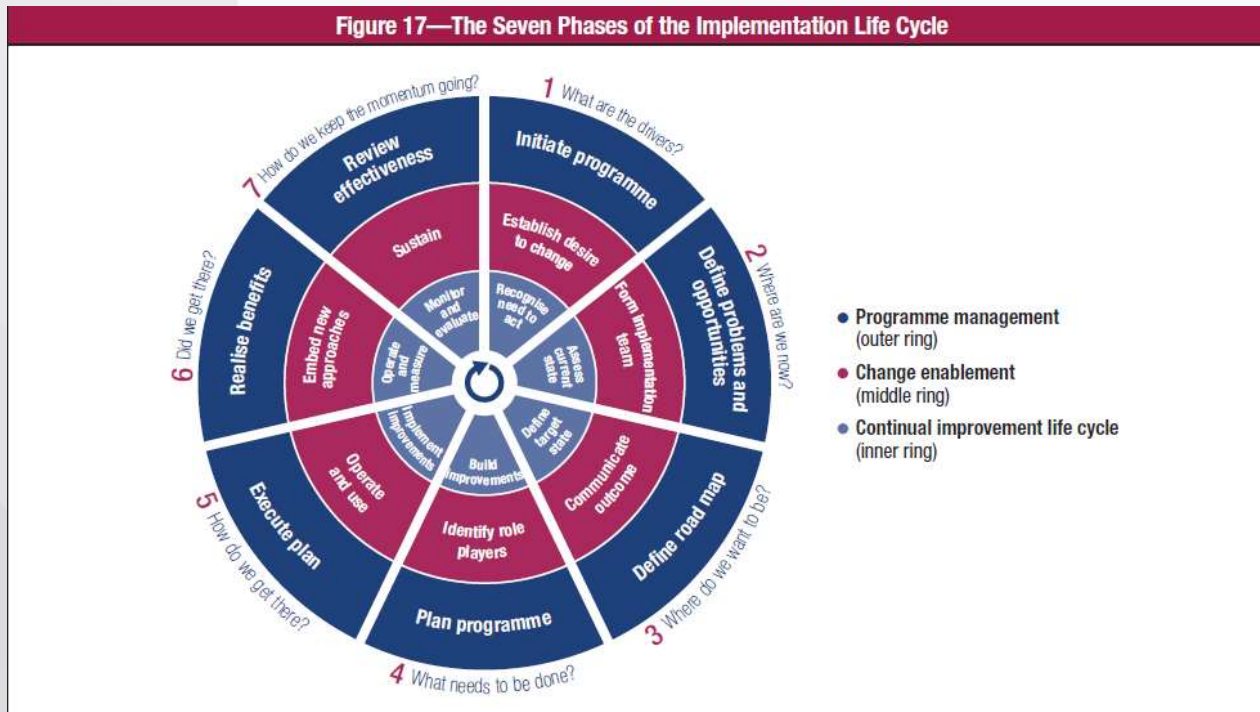 Figure 17—The Seven Phases of the Implementation Life Cycle
1 What are the drivers?
Initiate programme
Establish desire
to change
Recognise
need to
act
2 Where are we now?
Define problems and
opportunities
Form implementation
team
Assess
current
state
3 Where do we want to be?
Define road map
Communicate
outcome
Define
target
state
4 What needs to be done?
Plan programme
Identify role
players
Build
improvements
5 How do we get there?
Execute plan
Operate
and use
Implement
improvements
6 Did we get there?
Realise benefits
Embed new
approaches
Operate
and
measure
7 How do we keep the momentum going?
Review
effectiveness
Sustain
Monitor
and
evaluate
• Programme management
(outer ring)
• Change enablement
(middle ring)
• Continual improvement life cycle
(inner ring)